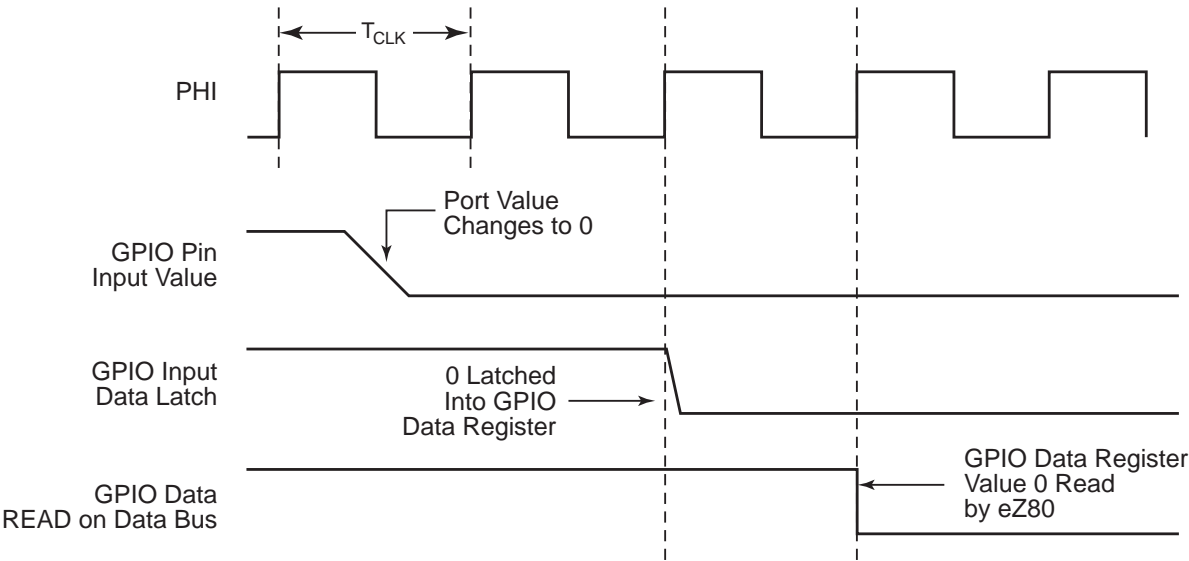 TCLK
PHI
Port Value
Changes to 0
GPIO Pin
Input Value
GPIO Input
Data Latch
0 Latched
Into GPIO
Data Register
GPIO Data
READ on Data Bus
GPIO Data Register
Value 0 Read
by eZ80